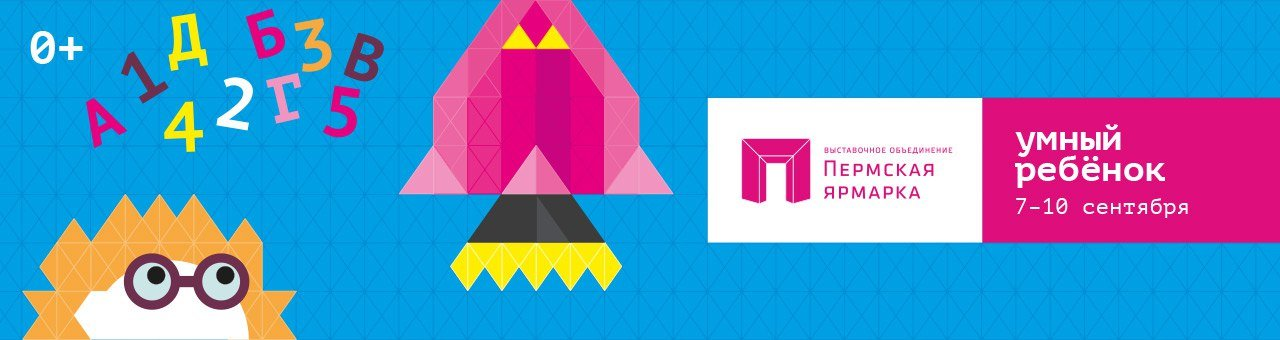 0+
А 1 Д Б 3 В
4 2 Г 5
ВЫСТАВОЧНОЕ ОБЪЕДИНЕНИЕ
ПЕРМСКАЯ
ЯРМАРКА
умный
ребёнок
7–10 сентября